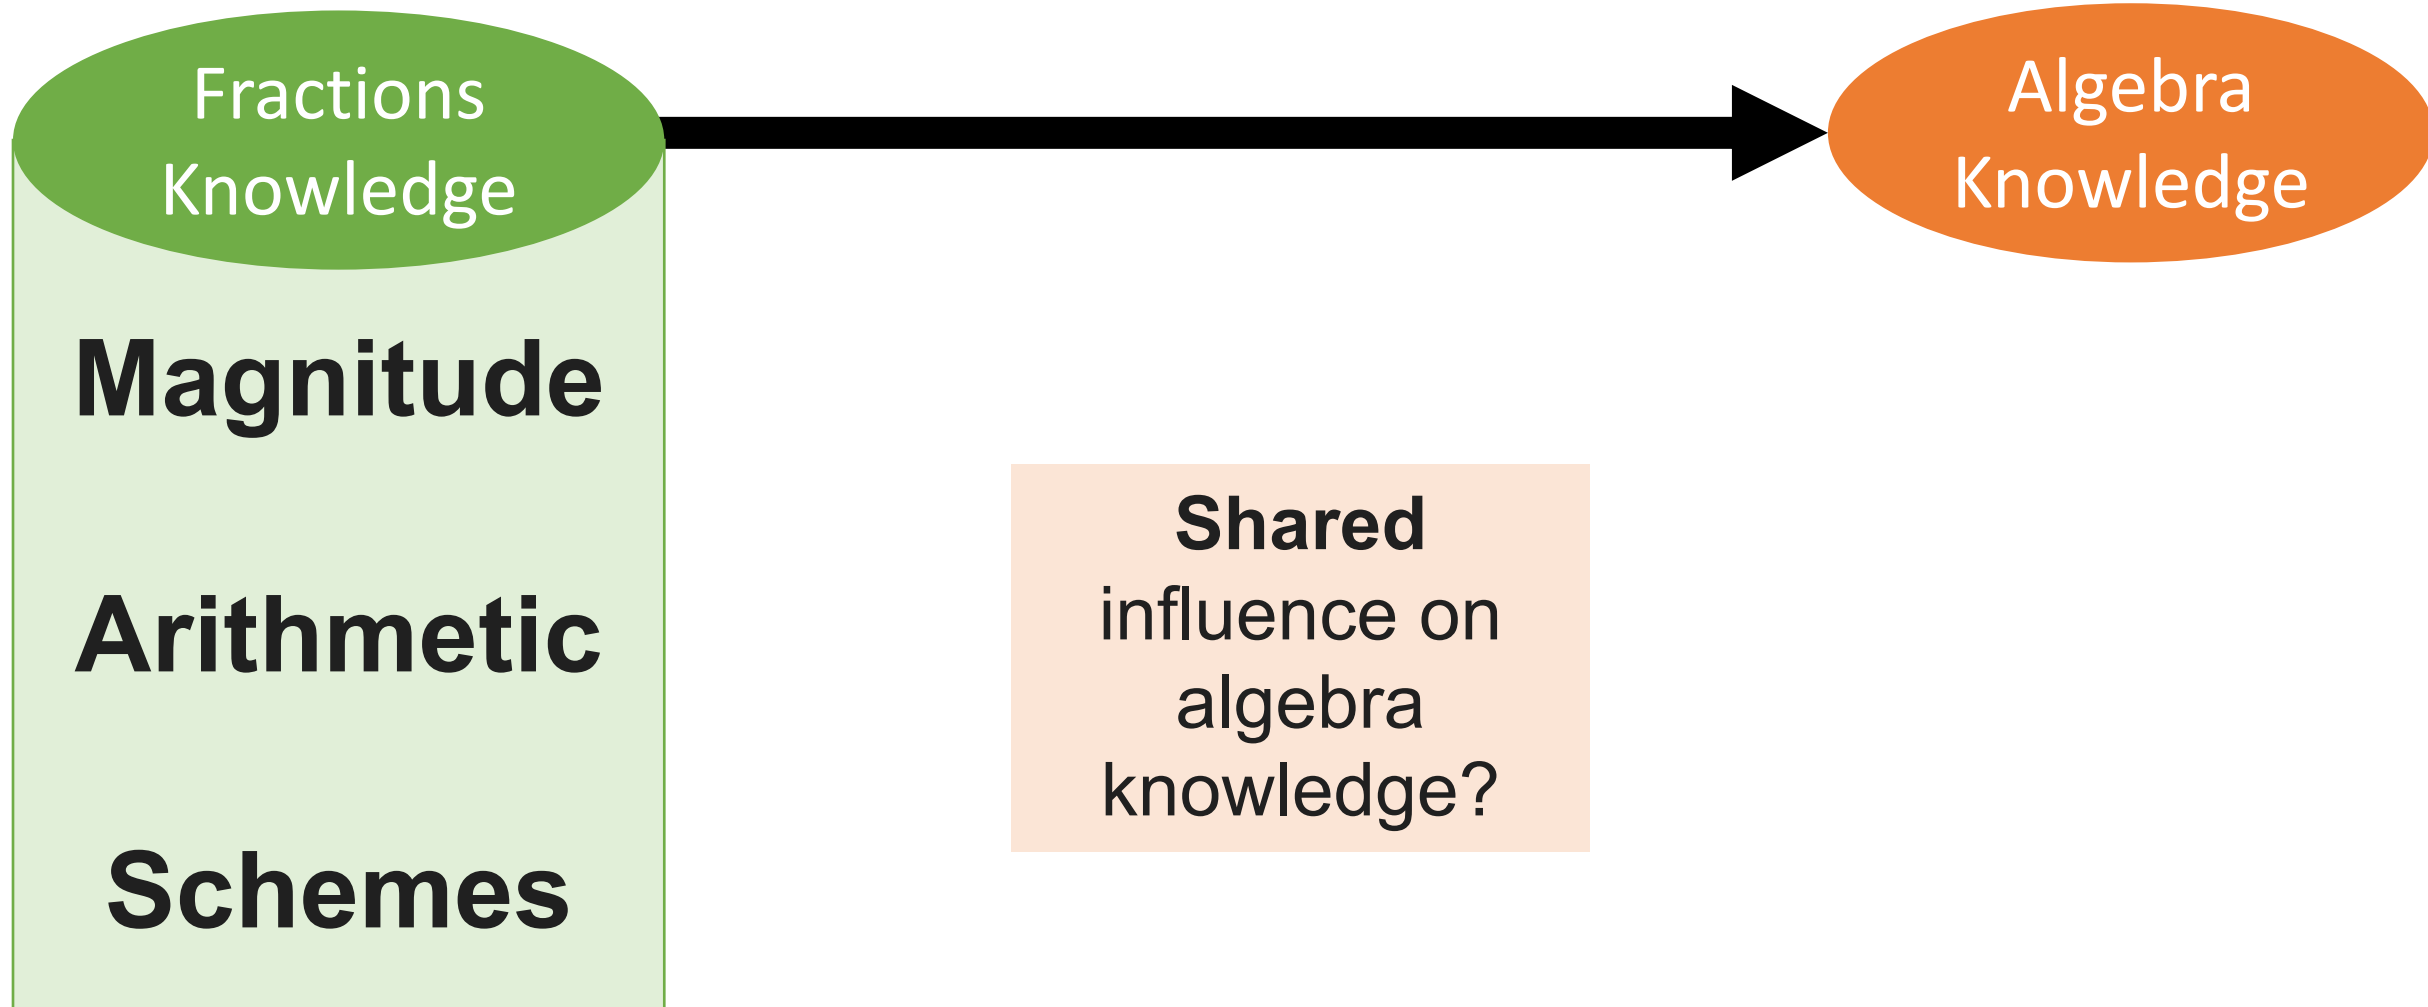 Fractions
Knowledge
Algebra
Knowledge
Magnitude
Arithmetic
Schemes
Shared
influence on
algebra
knowledge?